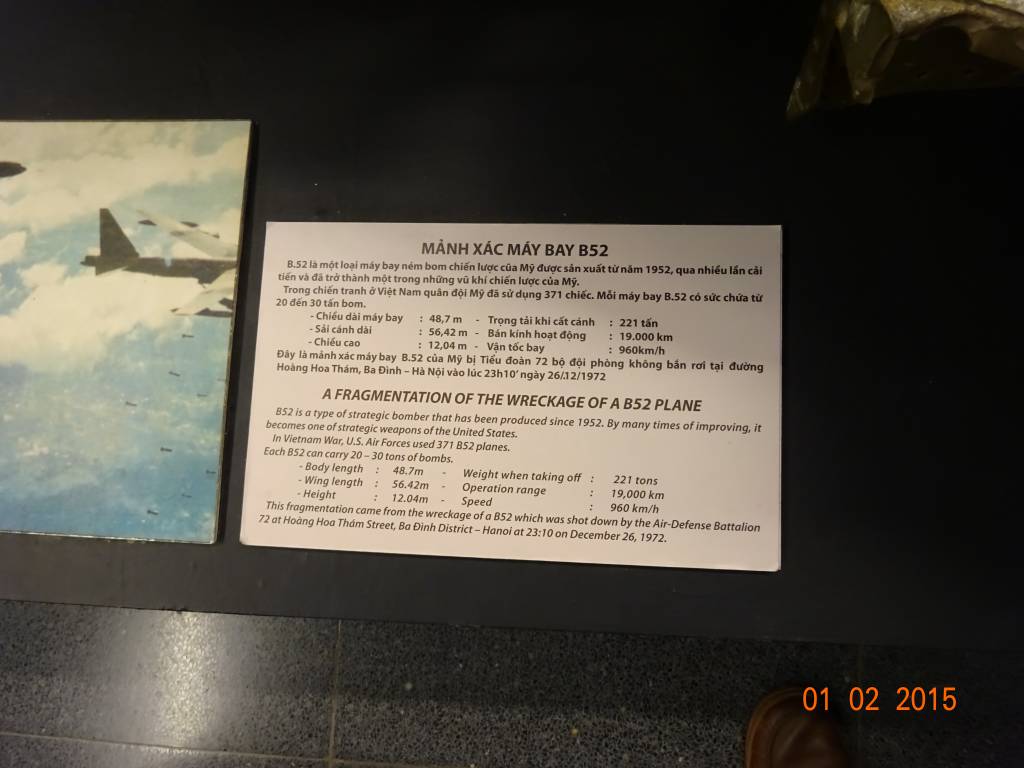 MẢNH XÁC MÁY BAY B52
B.52 là một loại máy bay ném bom chiến lược của Mỹ được sản xuất từ năm 1952, qua nhiều lần cải
tiến và đã trở thành một trong những vũ khí chiến lược của Mỹ.
Trong chiến tranh ở Việt Nam quân đội Mỹ đã sử dụng 371 chiếc. Mỗi máy bay B.52 có sức chứa từ
20 đến 30 tấn bom.
- Chiều dài máy bay : 48,7 m - Trọng tải khi cất cánh : 221 tấn
- Sải cánh dài : 56,42 m - Bán kính hoạt động : 19.000 km
- Chiều cao : 12,04 m - Vận tốc bay : 960km/h
Đây là mảnh xác máy bay B.52 của Mỹ bị Tiểu đoàn 72 bộ đội phòng không bắn rơi tại đường
Hoàng Hoa Thám, Ba Đình – Hà Nội vào lúc 23h10' ngày 26/12/1972
A FRAGMENTATION OF THE WRECKAGE OF A B52 PLANE
B52 is a type of strategic bomber that has been produced since 1952. By many times of improving, it
becomes one of strategic weapons of the United States.
In Vietnam War, U.S. Air Forces used 371 B52 planes.
Each B52 can carry 20 – 30 tons of bombs.
- Body length : 48.7m - Weight when taking off : 221 tons
- Wing length : 56.42m - Operation range : 19,000 km
- Height : 12.04m - Speed : 960 km/h
This fragmentation came from the wreckage of a B52 which was shot down by the Air-Defense Battalion
72 at Hoàng Hoa Thám Street, Ba Đình District – Hanoi at 23:10 on December 26, 1972.
01 02 2015